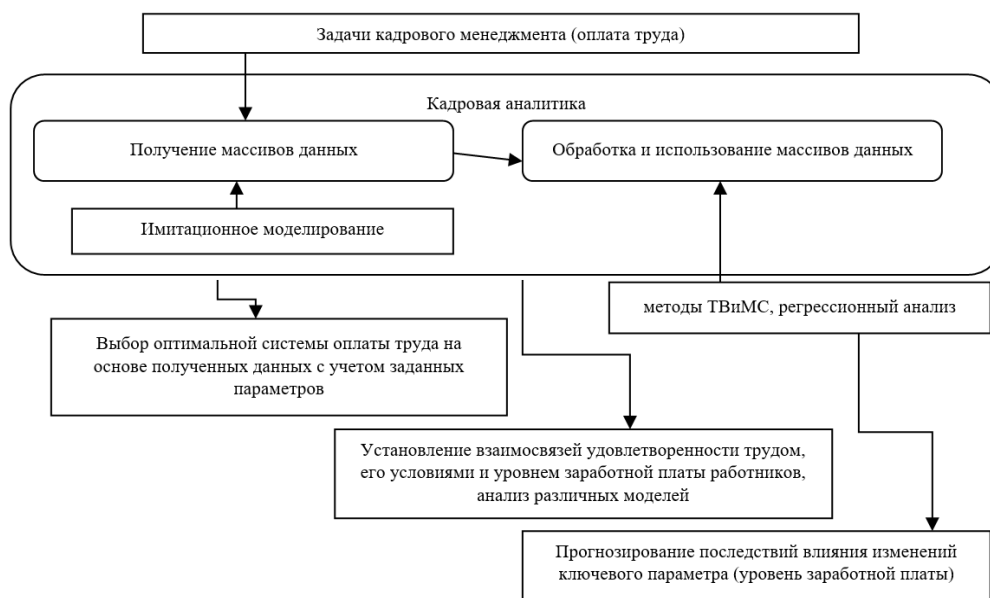 Задачи кадрового менеджмента (оплата труда)
Кадровая аналитика
Получение массивов данных
Обработка и использование массивов данных
Имитационное моделирование
методы ТВиМС, регрессионный анализ
Выбор оптимальной системы оплаты труда на
основе полученных данных с учетом заданных
параметров
Установление взаимосвязей удовлетворенности трудом,
его условиями и уровнем заработной платы работников,
анализ различных моделей
Прогнозирование последствий влияния изменений
ключевого параметра (уровень заработной платы)